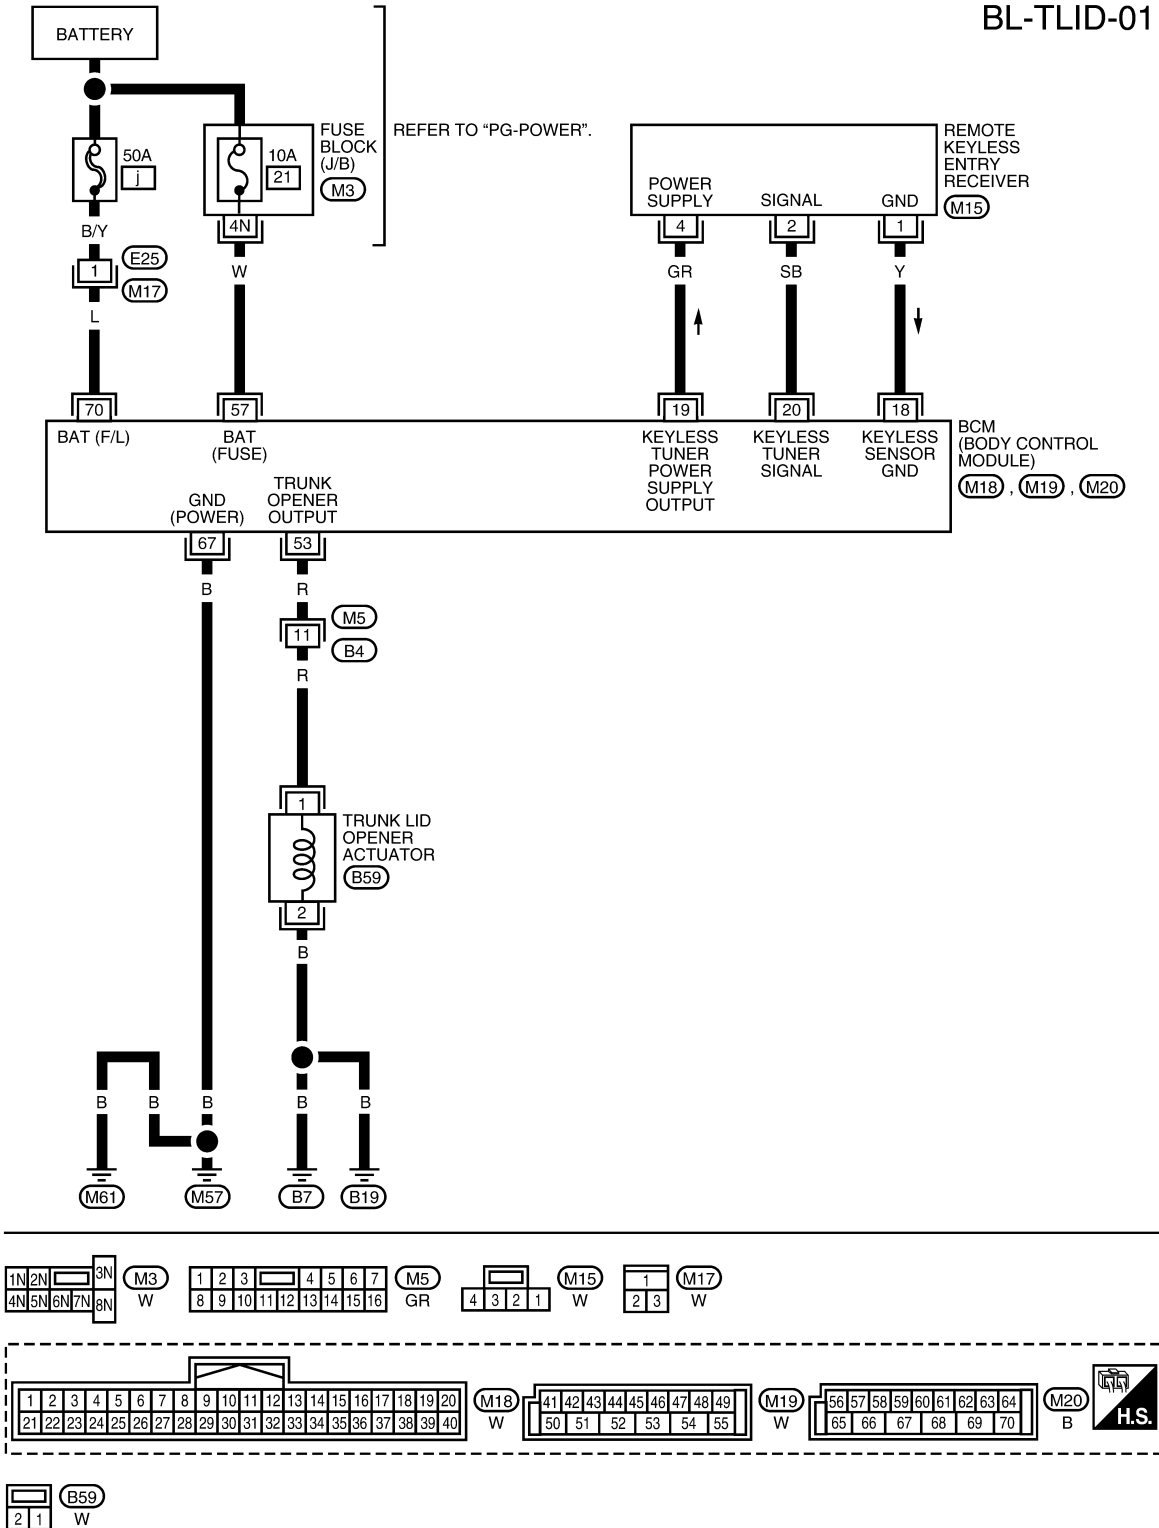 BL-TLID-01
BATTERY
REFER TO “PG-POWER”.
50A
j
10A
21
FUSE
BLOCK
(J/B)
M3
4N
B/Y
1
E25
M17
L
W
REMOTE
KEYLESS
ENTRY
RECEIVER
M15
POWER
SUPPLY
SIGNAL
GND
4
2
1
GR
SB
Y
70
57
19
20
18
BAT (F/L)
BAT
(FUSE)
KEYLESS
TUNER
POWER
SUPPLY
OUTPUT
KEYLESS
TUNER
SIGNAL
KEYLESS
SENSOR
GND
BCM
(BODY CONTROL
MODULE)
M18 , M19 , M20
GND
(POWER)
TRUNK
OPENER
OUTPUT
67
53
B
R
11
M5
B4
R
1
TRUNK LID
OPENER
ACTUATOR
B59
2
B
B B B B B
M61 M57 B7 B19
1N 2N 3N
4N 5N 6N 7N 8N
M3
W
1 2 3 4 5 6 7
8 9 10 11 12 13 14 15 16
M5
GR
4 3 2 1
M15
W
1
2 3
M17
W
1 2 3 4 5 6 7 8 9 10 11 12 13 14 15 16 17 18 19 20
21 22 23 24 25 26 27 28 29 30 31 32 33 34 35 36 37 38 39 40
M18
W
41 42 43 44 45 46 47 48 49
50 51 52 53 54 55
M19
W
56 57 58 59 60 61 62 63 64
65 66 67 68 69 70
M20
B
H.S.
2 1
B59
W